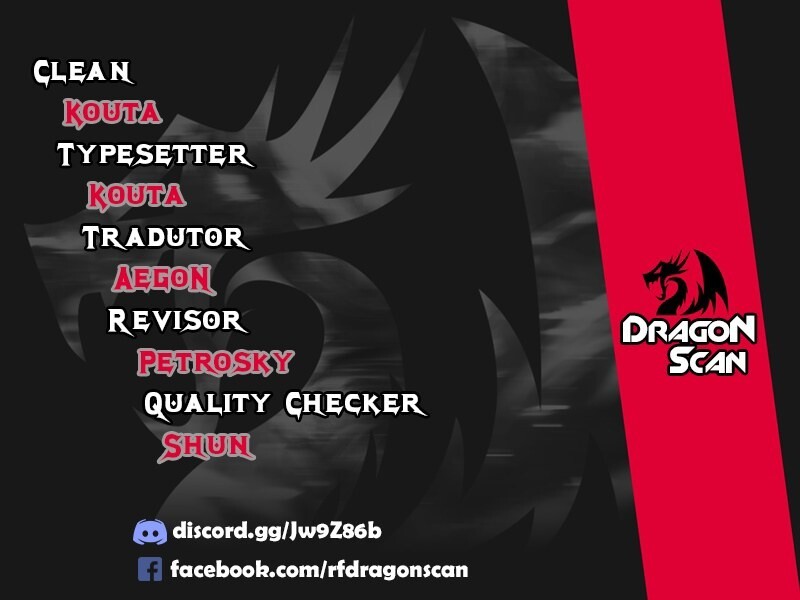 Clean
Kouta
Typesetter
Kouta
Tradutor
Aegon
Revisor
Petrosky
Quality Checker
Shun
Dragon
Scan
discord.gg/Jw9Z86b
facebook.com/rfdragonscan